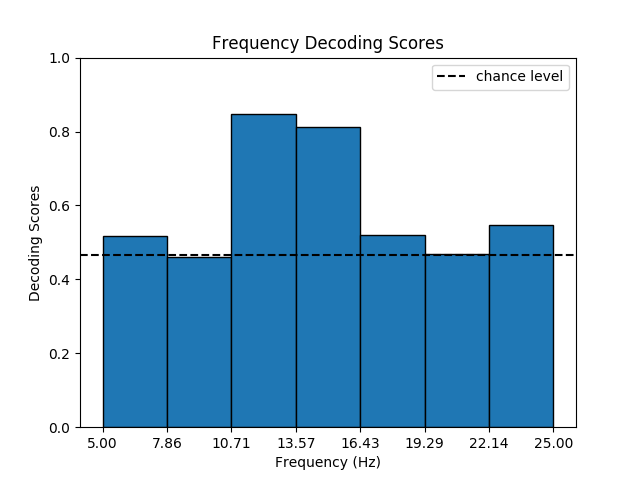 Frequency Decoding Scores
chance level
1.0
0.8
0.6
0.4
0.2
0.0
Decoding Scores
5.00 7.86 10.71 13.57 16.43 19.29 22.14 25.00
Frequency (Hz)